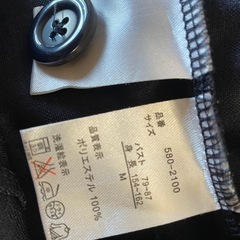 品番
580-2100
サイズ
バスト 79-87
身長 154-162
M
品質表示
ポリエステル 100%
洗濯絵表示